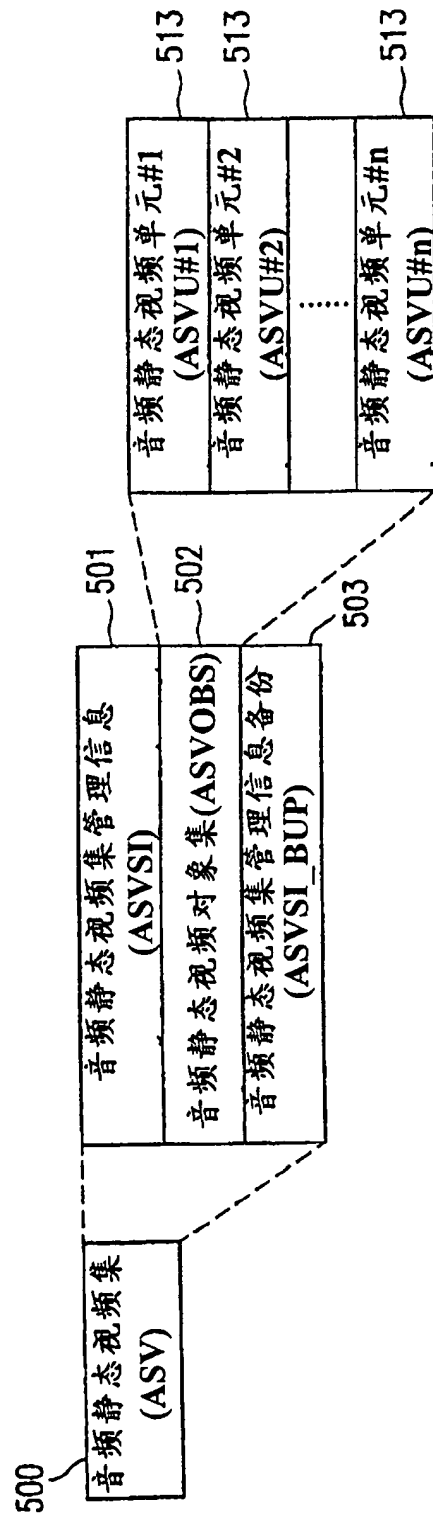 500
音频静态视频集
(ASV)
501
音频静态视频集管理信息
(ASVSI)
502
音频静态视频对象集(ASVOBS)
503
音频静态视频集管理信息备份
(ASVSI_BUP)
513
音频静态视频单元#1
(ASVU#1)
513
音频静态视频单元#2
(ASVU#2)
……
513
音频静态视频单元#n
(ASVU#n)